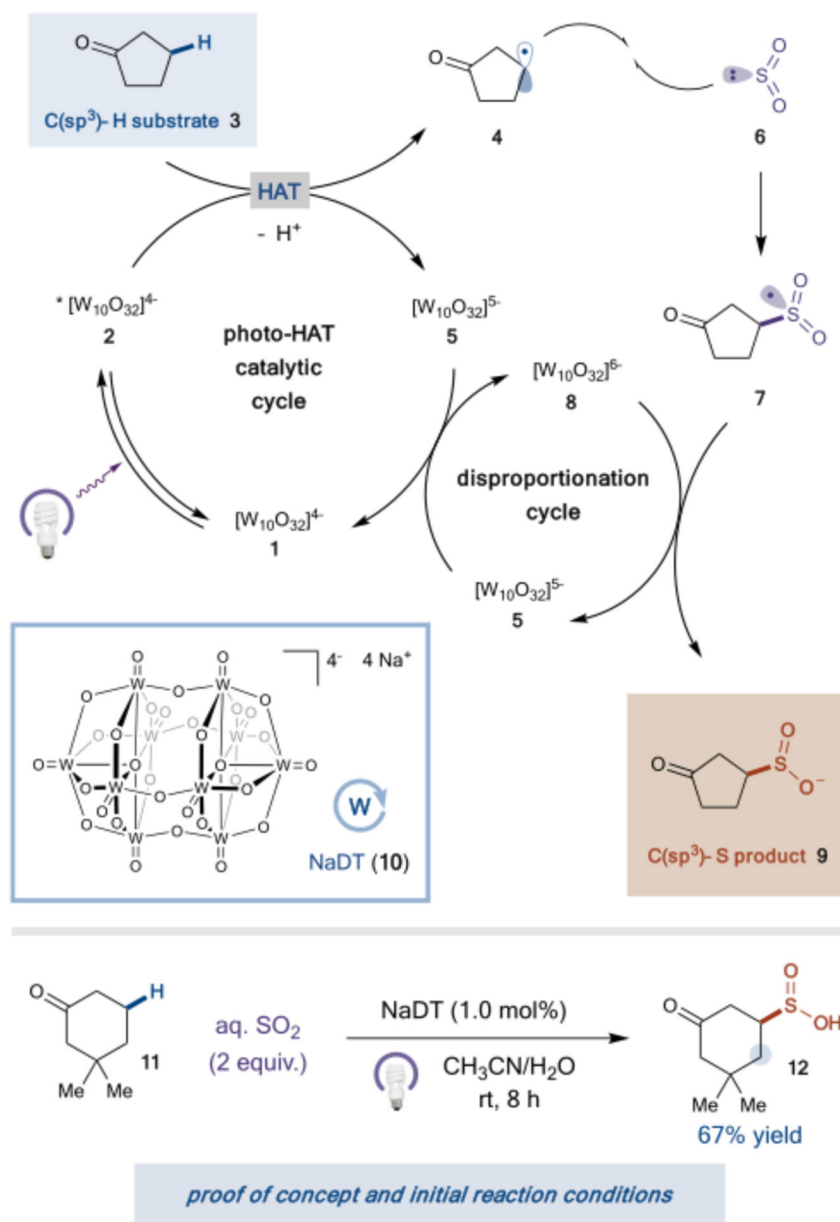 O
H
C(sp³)- H substrate 3
O
4
S
O
O
6
HAT
- H⁺
* [W₁₀O₃₂]⁴⁻
2
[W₁₀O₃₂]⁵⁻
5
photo-HAT
catalytic
cycle
O
S
O
O
7
[W₁₀O₃₂]⁶⁻
8
disproportionation
cycle
[W₁₀O₃₂]⁴⁻
1
[W₁₀O₃₂]⁵⁻
5
4⁻ 4 Na⁺
W
NaDT (10)
O
O
S
O⁻
C(sp³)- S product 9
O
H
11
Me Me
aq. SO₂
(2 equiv.)
NaDT (1.0 mol%)
CH₃CN/H₂O
rt, 8 h
O
O
S
OH
12
Me Me
67% yield
proof of concept and initial reaction conditions